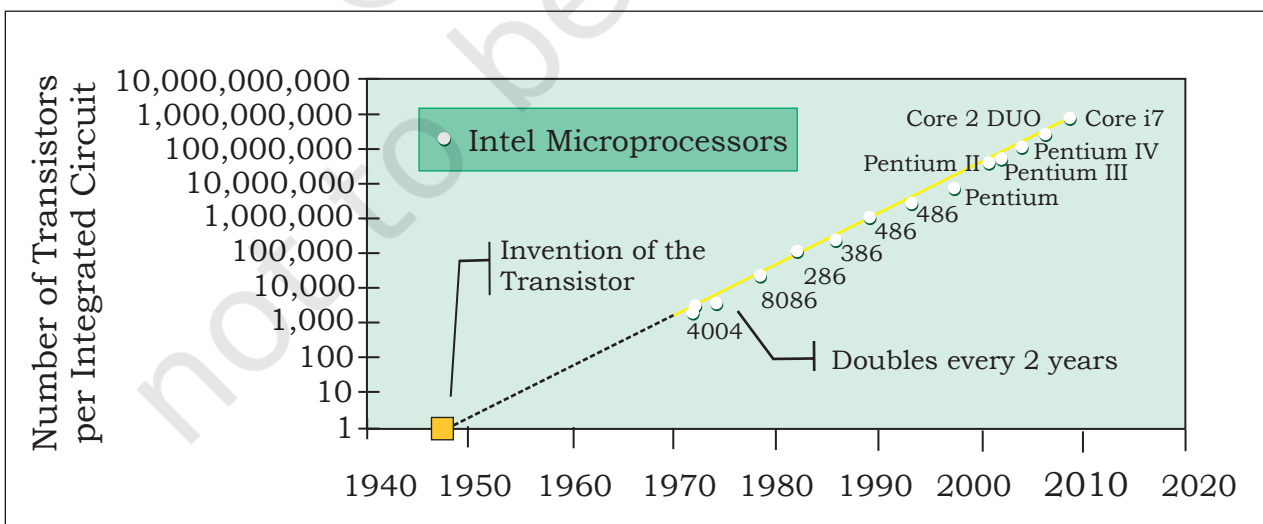 not to be
Number of Transistors
per Integrated Circuit
10,000,000,000
1,000,000,000
100,000,000
10,000,000
1,000,000
100,000
10,000
1,000
100
10
1
Intel Microprocessors
Core 2 DUO
Core i7
Pentium IV
Pentium II
Pentium III
Pentium
486
486
386
286
8086
4004
Invention of the
Transistor
Doubles every 2 years
1940
1950
1960
1970
1980
1990
2000
2010
2020